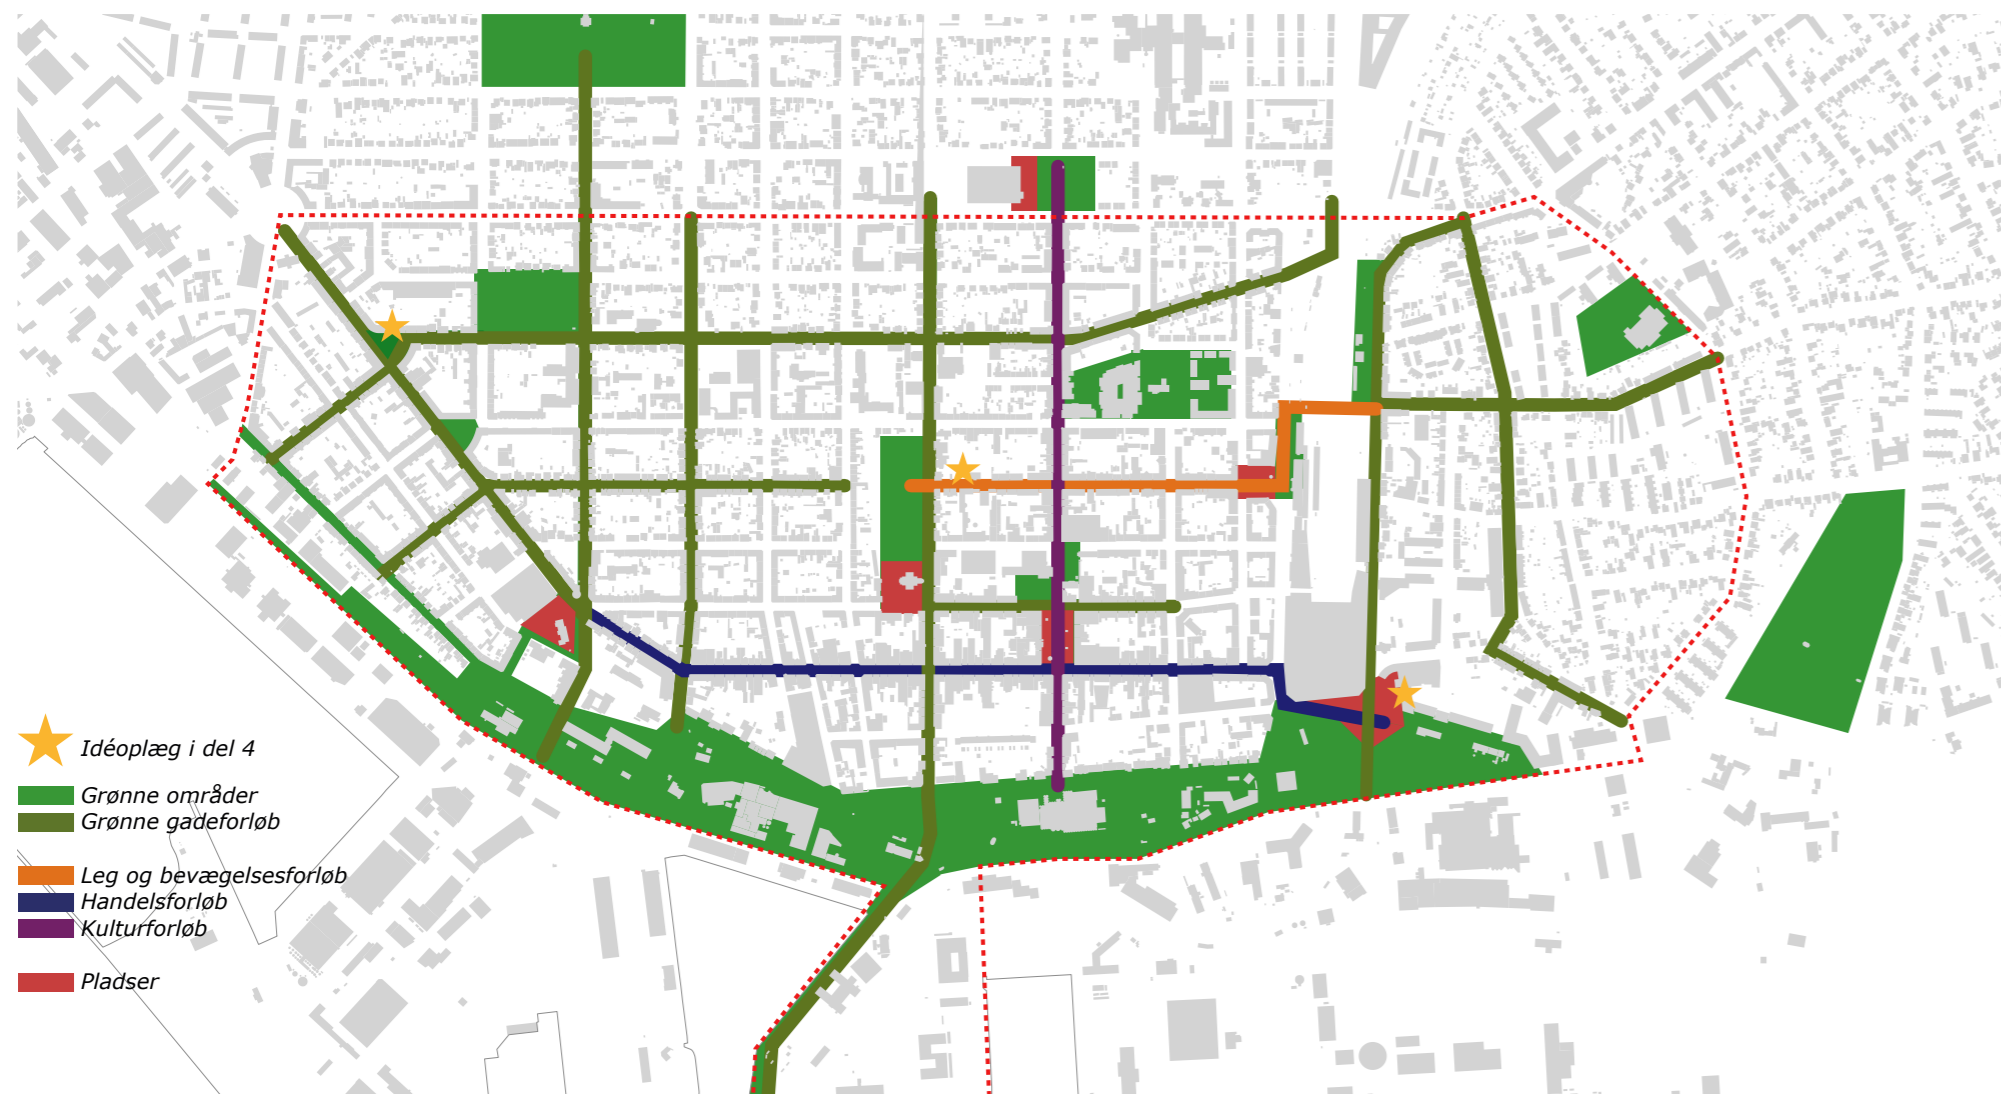 Idéoplæg i del 4
Grønne områder
Grønne gadeforløb
Leg og bevægelsesforløb
Handelsforløb
Kulturforløb
Pladser